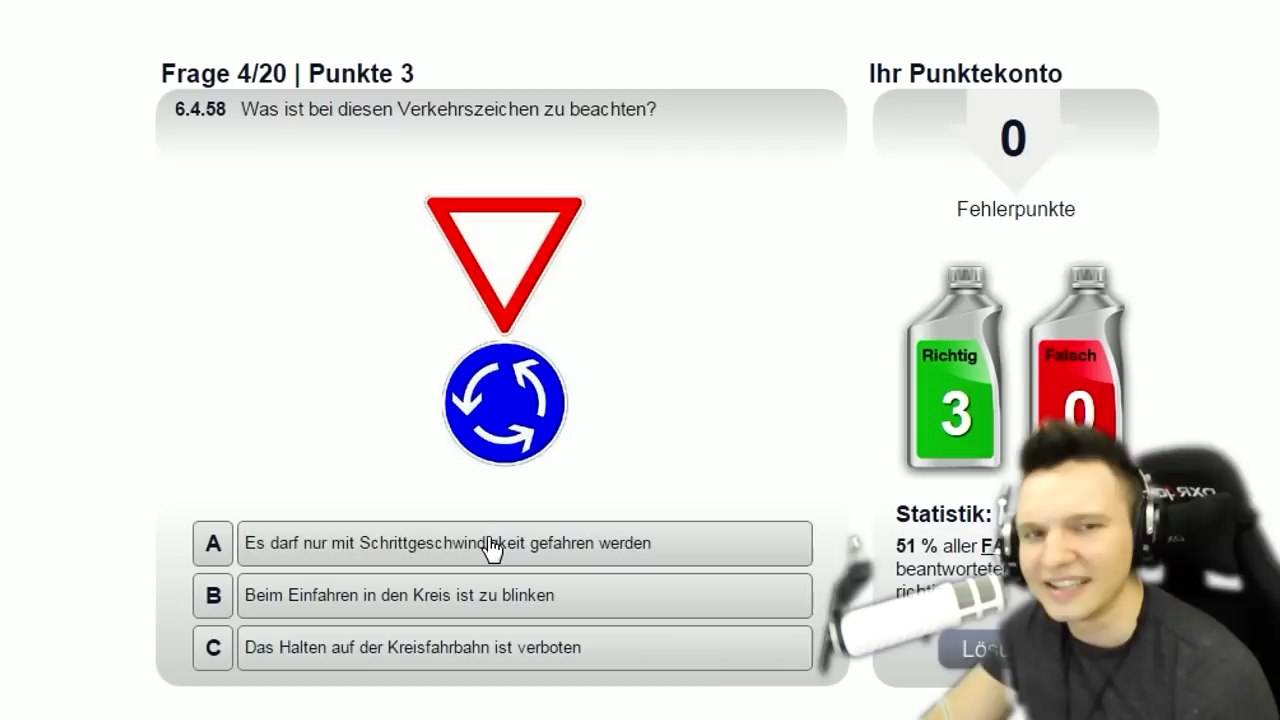 Frage 4/20 | Punkte 3
Ihr Punktekonto
6.4.58 Was ist bei diesen Verkehrszeichen zu beachten?
0
Fehlerpunkte
Richtig
3
Falsch
0
A Es darf nur mit Schrittgeschwindigkeit gefahren werden
B Beim Einfahren in den Kreis ist zu blinken
C Das Halten auf der Kreisfahrbahn ist verboten
Statistik:
51 % aller